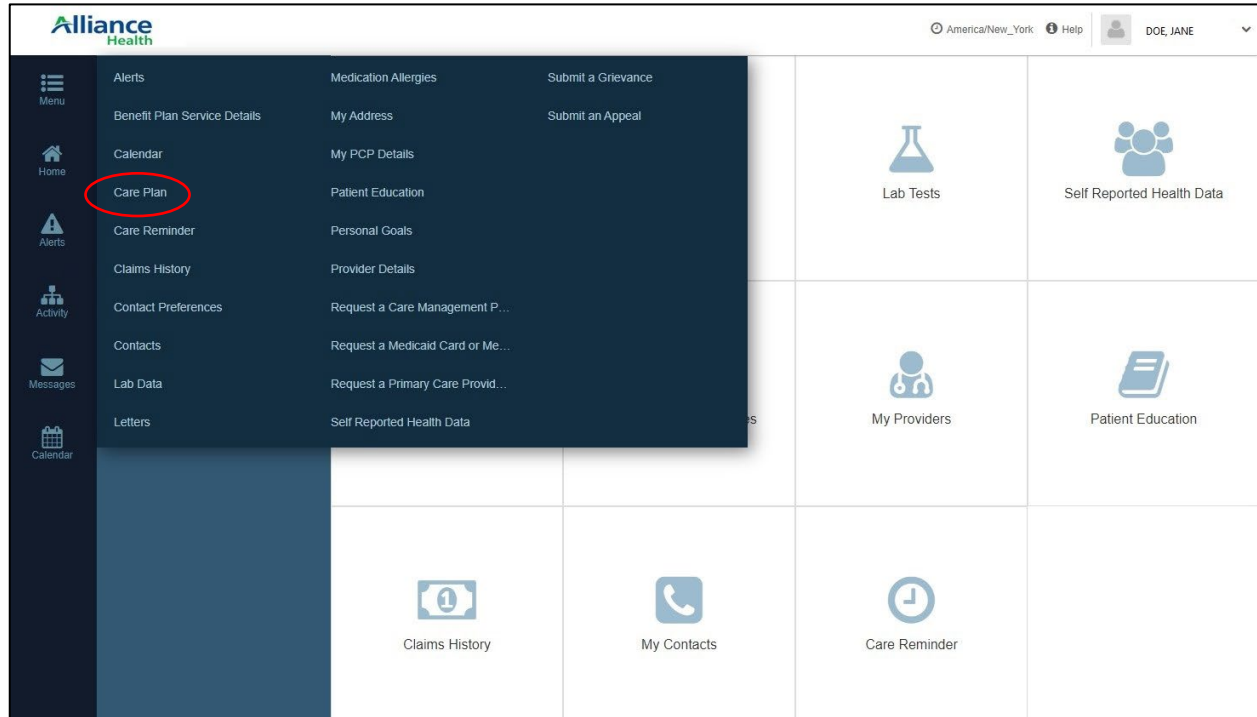 Alliance
Health
America/New_York Help DOE, JANE
Menu
Home
Alerts
Activity
Messages
Calendar
Alerts
Benefit Plan Service Details
Calendar
Care Plan
Care Reminder
Claims History
Contact Preferences
Contacts
Lab Data
Letters
Medication Allergies
My Address
My PCP Details
Patient Education
Personal Goals
Provider Details
Request a Care Management P...
Request a Medicaid Card or Me...
Request a Primary Care Provid...
Self Reported Health Data
Submit a Grievance
Submit an Appeal
Lab Tests
Self Reported Health Data
My Providers
Patient Education
1
Claims History
My Contacts
Care Reminder